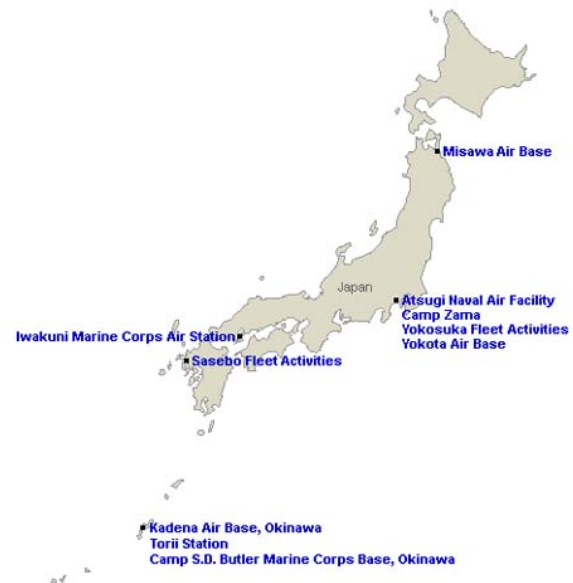 Misawa Air Base
Japan
Atsugi Naval Air Facility
Camp Zama
Yokosuka Fleet Activities
Yokota Air Base
Iwakuni Marine Corps Air Station
Sasebo Fleet Activities
Kadena Air Base, Okinawa
Torii Station
Camp S.D. Butler Marine Corps Base, Okinawa